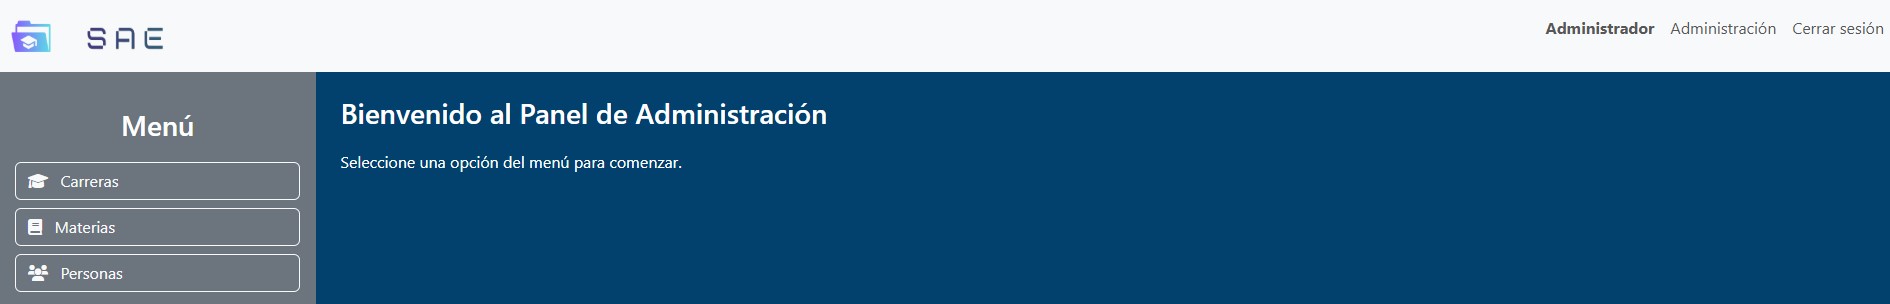 SAE
Administrador Administración Cerrar sesión
Menú
Carreras
Materias
Personas
Bienvenido al Panel de Administración
Seleccione una opción del menú para comenzar.